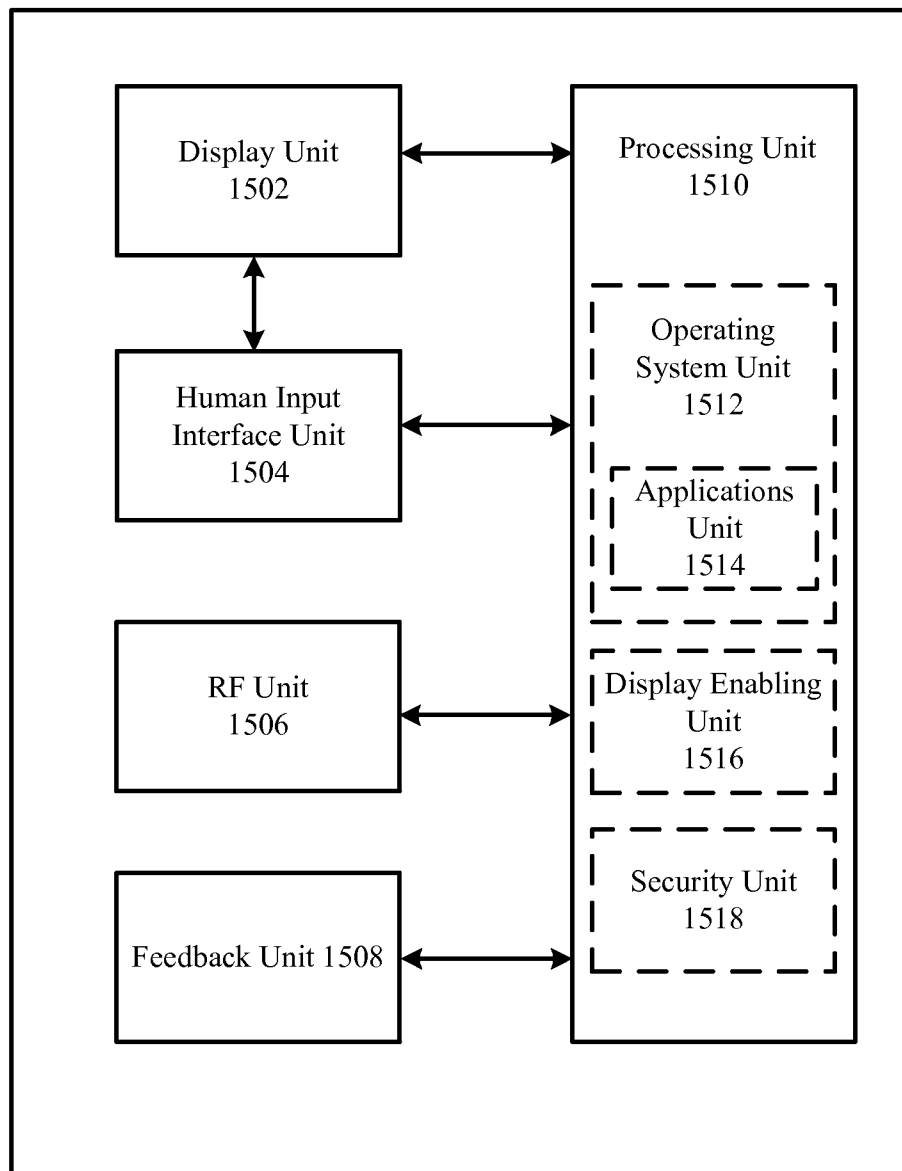 Display Unit
1502
Processing Unit
1510
Human Input
Interface Unit
1504
Operating
System Unit
1512
Applications
Unit
1514
RF Unit
1506
Display Enabling
Unit
1516
Feedback Unit 1508
Security Unit
1518